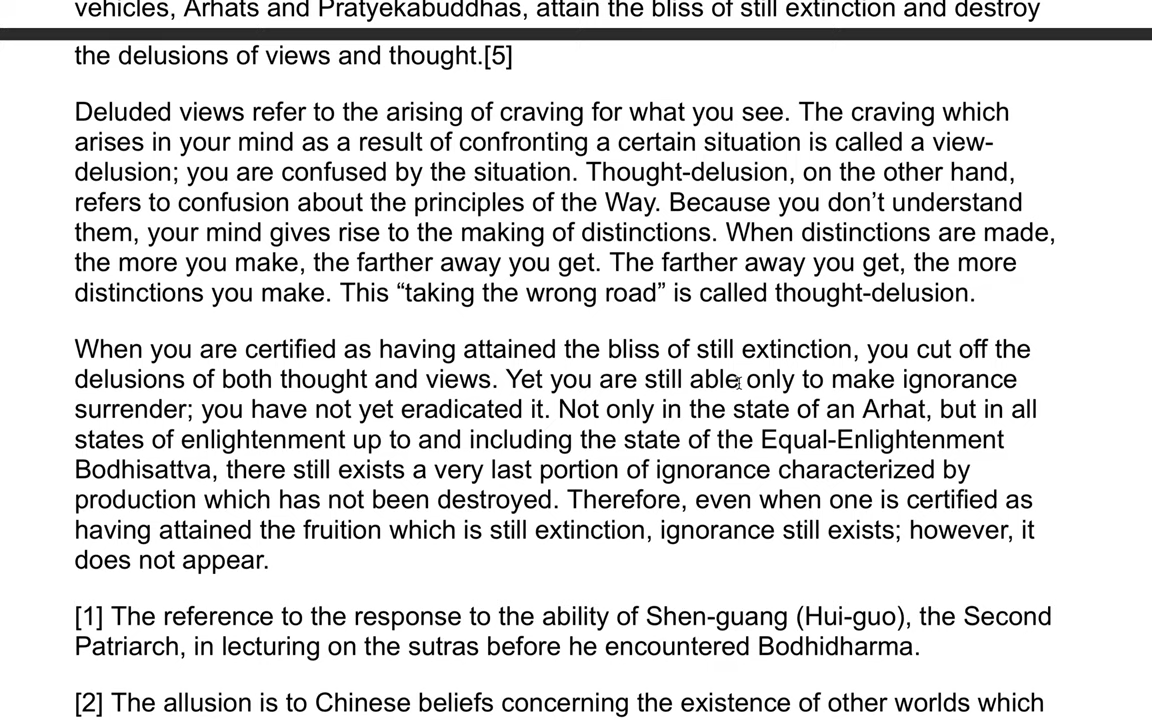 vehicles, Arhats and Pratyekabuddhas, attain the bliss of still extinction and destroy
the delusions of views and thought.[5]
Deluded views refer to the arising of craving for what you see. The craving which
arises in your mind as a result of confronting a certain situation is called a view-
delusion; you are confused by the situation. Thought-delusion, on the other hand,
refers to confusion about the principles of the Way. Because you don’t understand
them, your mind gives rise to the making of distinctions. When distinctions are made,
the more you make, the farther away you get. The farther away you get, the more
distinctions you make. This “taking the wrong road” is called thought-delusion.
When you are certified as having attained the bliss of still extinction, you cut off the
delusions of both thought and views. Yet you are still able only to make ignorance
surrender; you have not yet eradicated it. Not only in the state of an Arhat, but in all
states of enlightenment up to and including the state of the Equal-Enlightenment
Bodhisattva, there still exists a very last portion of ignorance characterized by
production which has not been destroyed. Therefore, even when one is certified as
having attained the fruition which is still extinction, ignorance still exists; however, it
does not appear.
[1] The reference to the response to the ability of Shen-guang (Hui-guo), the Second
Patriarch, in lecturing on the sutras before he encountered Bodhidharma.
[2] The allusion is to Chinese beliefs concerning the existence of other worlds which